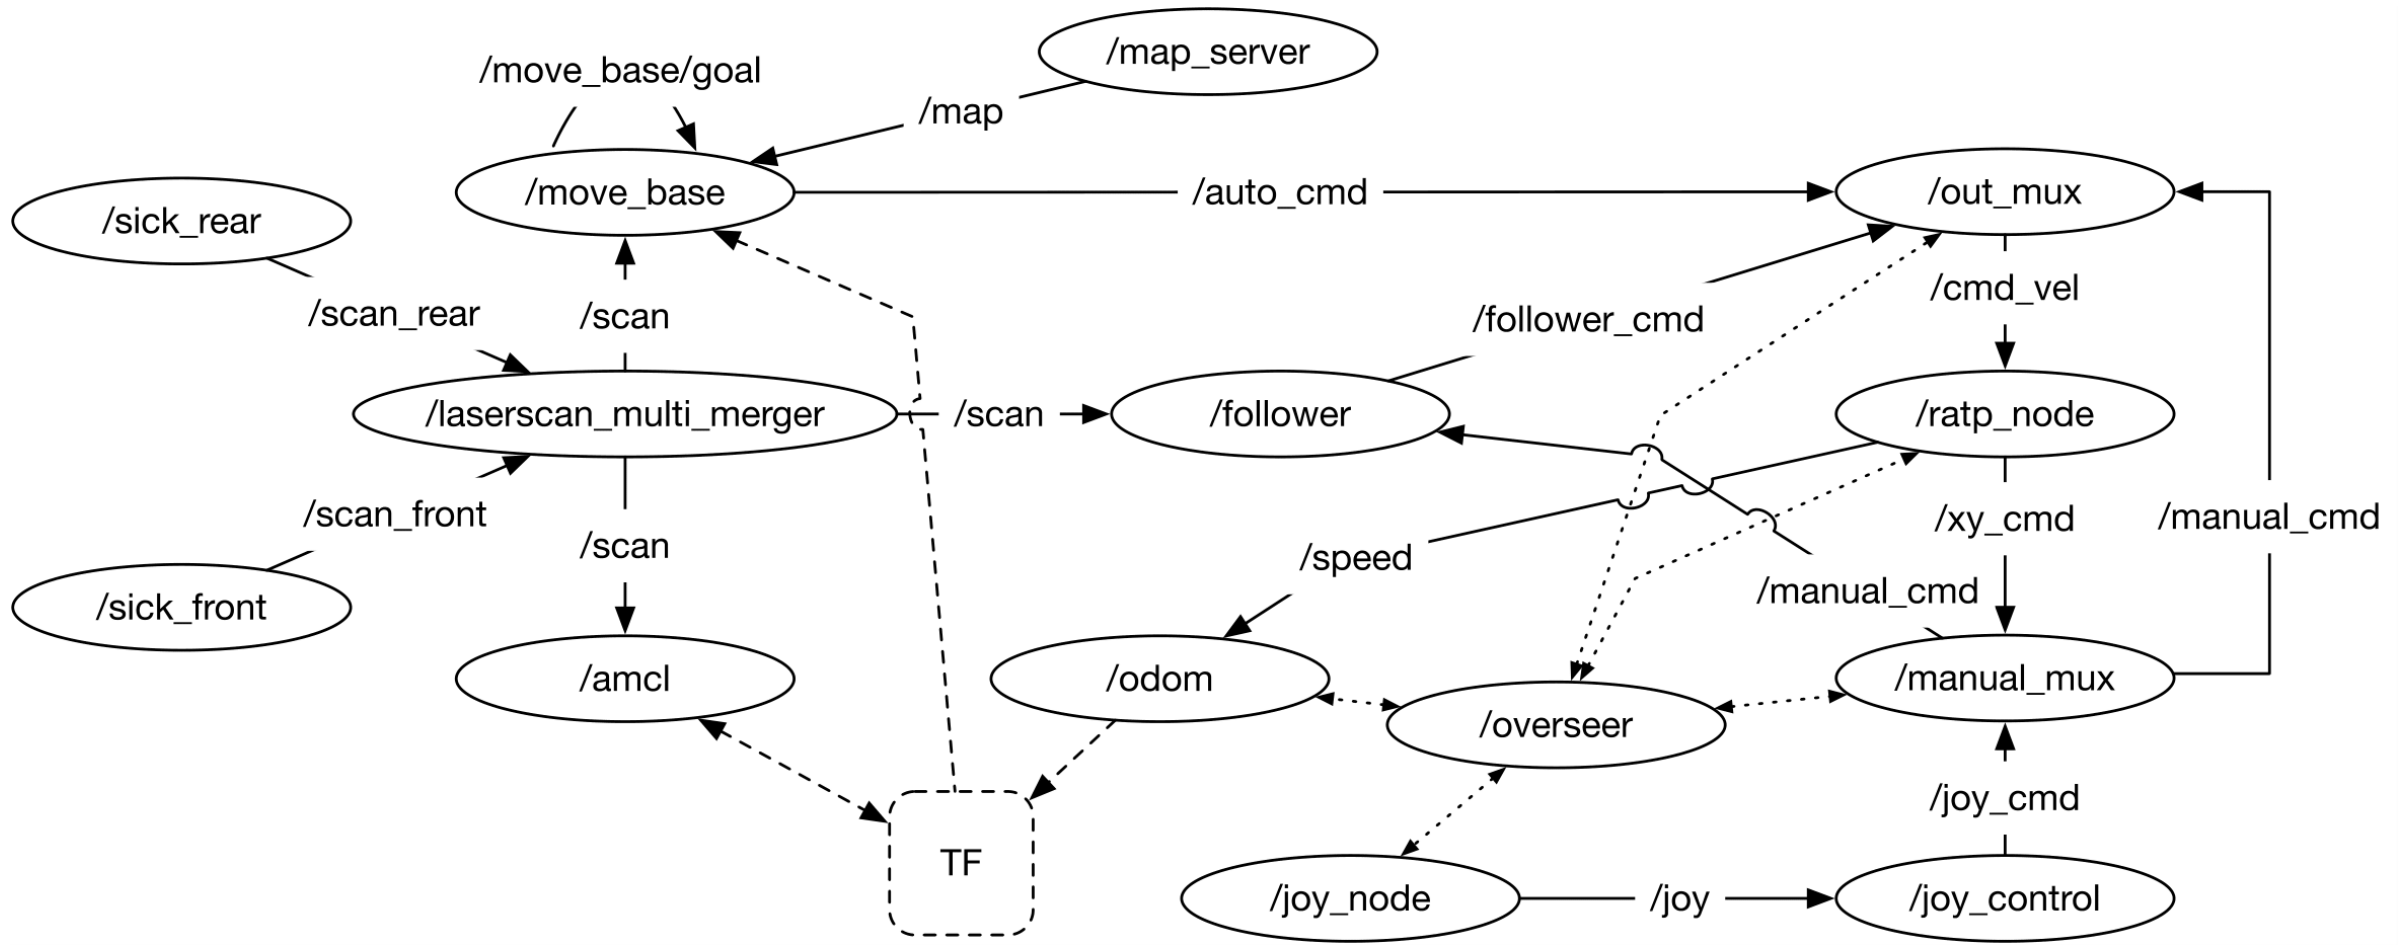 /map_server
/move_base/goal
/map
/move_base
/auto_cmd
/out_mux
/sick_rear
/cmd_vel
/scan_rear
/scan
/follower_cmd
/laserscan_multi_merger
/scan
/follower
/ratp_node
/scan_front
/scan
/speed
/xy_cmd
/manual_cmd
/manual_cmd
/sick_front
/amcl
/odom
/overseer
/manual_mux
/joy_cmd
TF
/joy_node
/joy
/joy_control